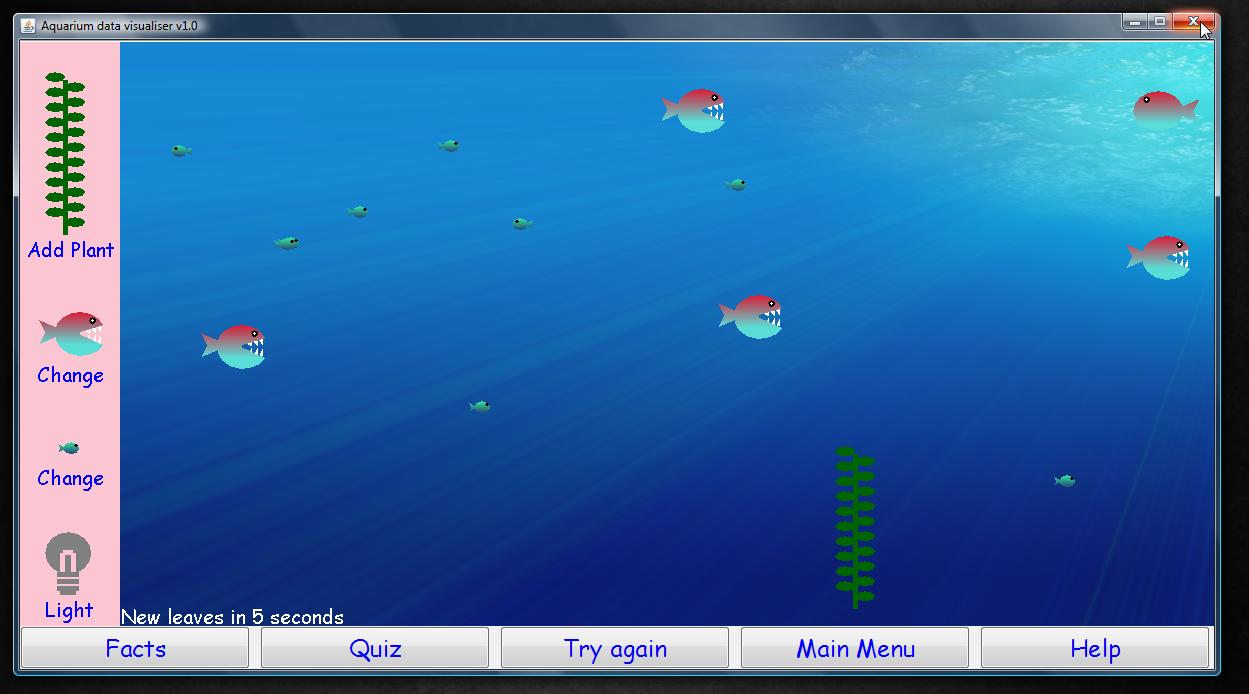 Aquarium data visualiser v1.0
Add Plant
Change
Change
Light
New leaves in 5 seconds
Facts
Quiz
Try again
Main Menu
Help